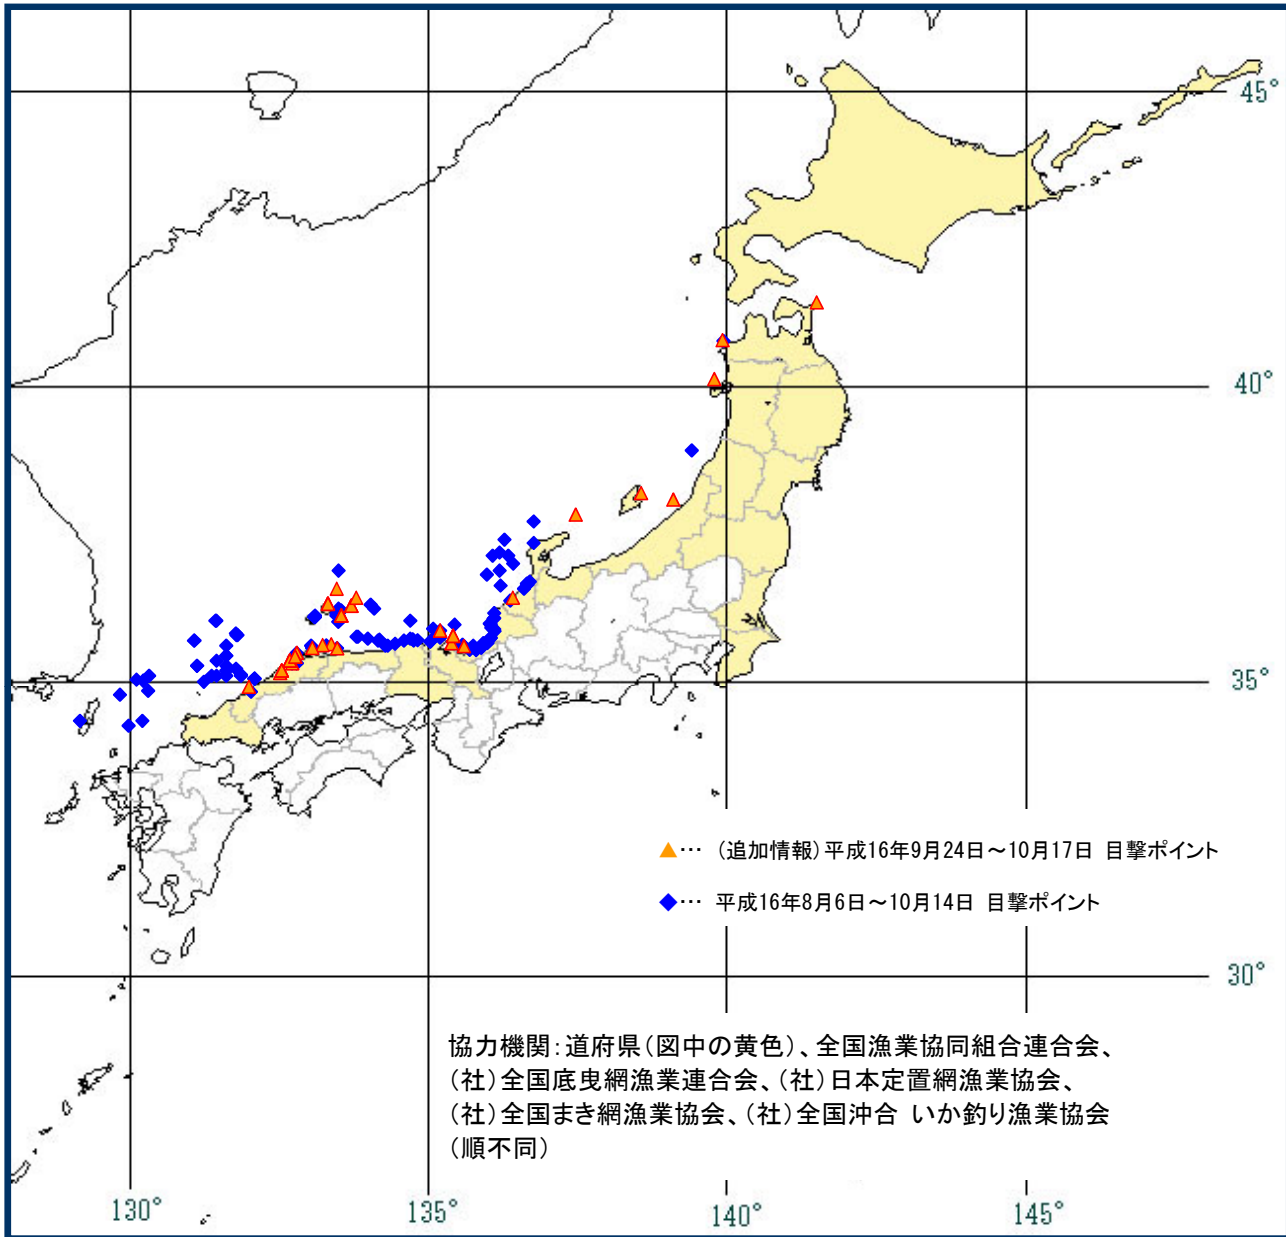 45°
40°
35°
▲… (追加情報)平成16年9月24日～10月17日 目撃ポイント
◆… 平成16年8月6日～10月14日 目撃ポイント
30°
協力機関:道府県(図中の黄色)、全国漁業協同組合連合会、
(社)全国底曳網漁業連合会、(社)日本定置網漁業協会、
(社)全国まき網漁業協会、(社)全国沖合 いか釣り漁業協会
(順不同)
130° 135° 140° 145°